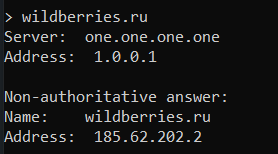 > wildberries.ru
Server:  one.one.one.one
Address:  1.0.0.1
Non-authoritative answer:
Name:    wildberries.ru
Address:  185.62.202.2